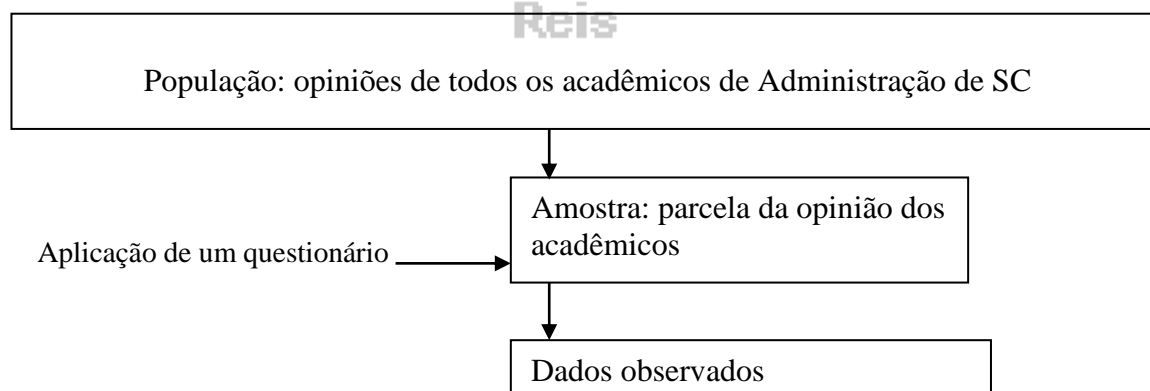 Reis
População: opiniões de todos os acadêmicos de Administração de SC
Amostra: parcela da opinião dos
acadêmicos
Aplicação de um questionário
Dados observados